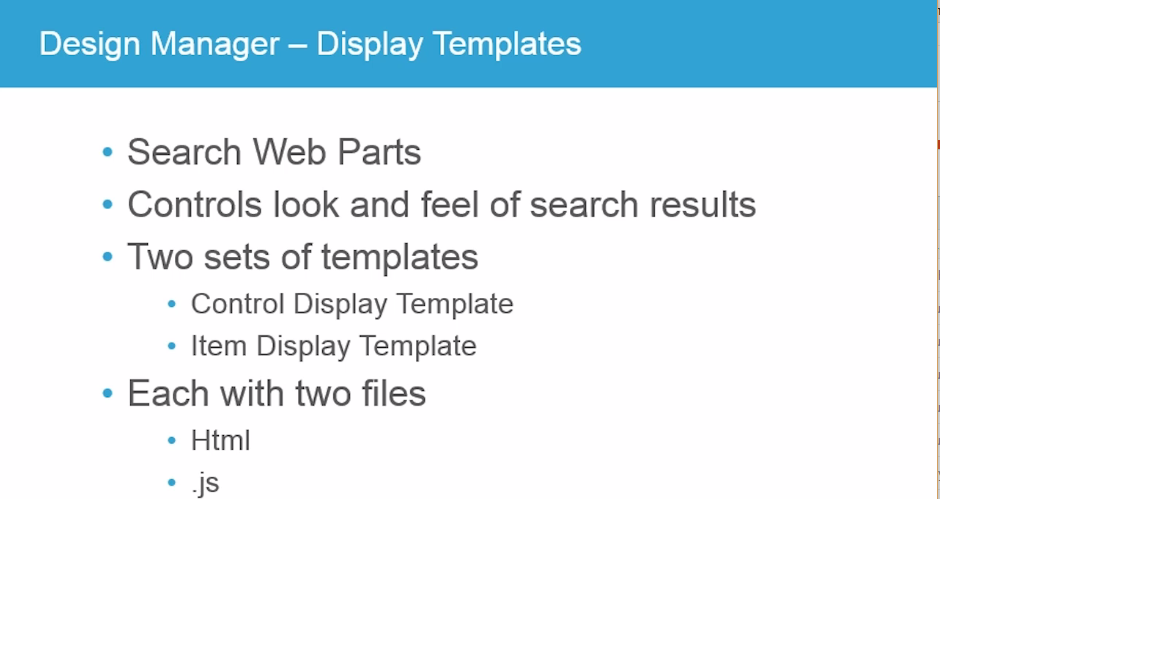 Design Manager – Display Templates
• Search Web Parts
• Controls look and feel of search results
• Two sets of templates
• Control Display Template
• Item Display Template
• Each with two files
• Html
• .js